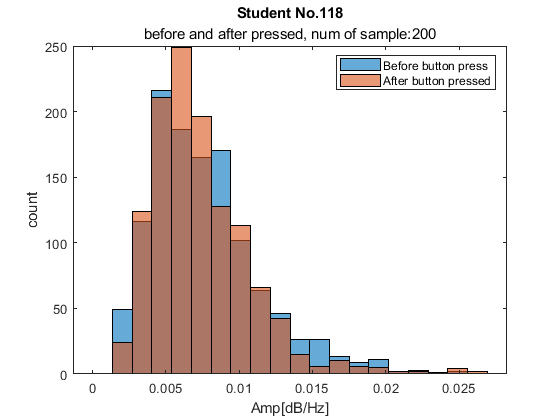 Student No.118
before and after pressed, num of sample:200
250
Before button press
After button pressed
200
150
count
100
50
0
0 0.005 0.01 0.015 0.02 0.025
Amp[dB/Hz]